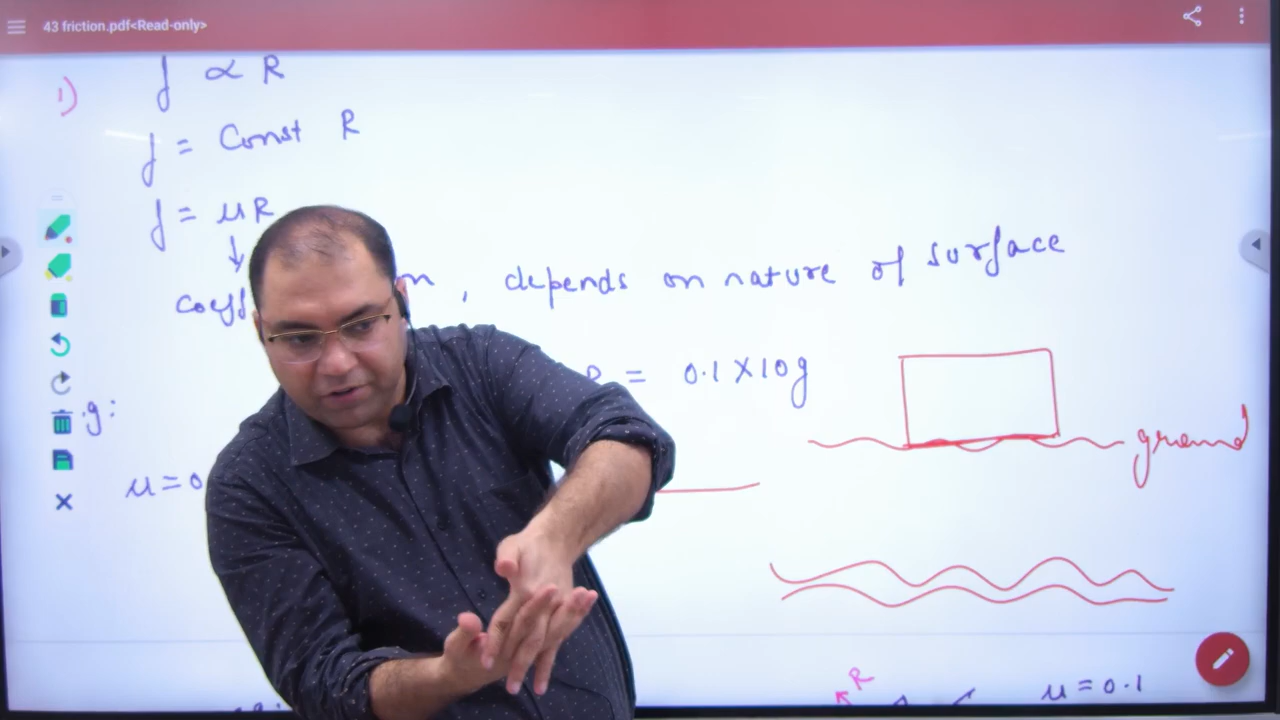 43 friction.pdf<Read-only>
1) f ∝ R
f = Const R
f = μR
↓
coeff n , depends on nature of surface
R = 0.1 × 10g
g:
ground
μ = 0
R
μ = 0.1